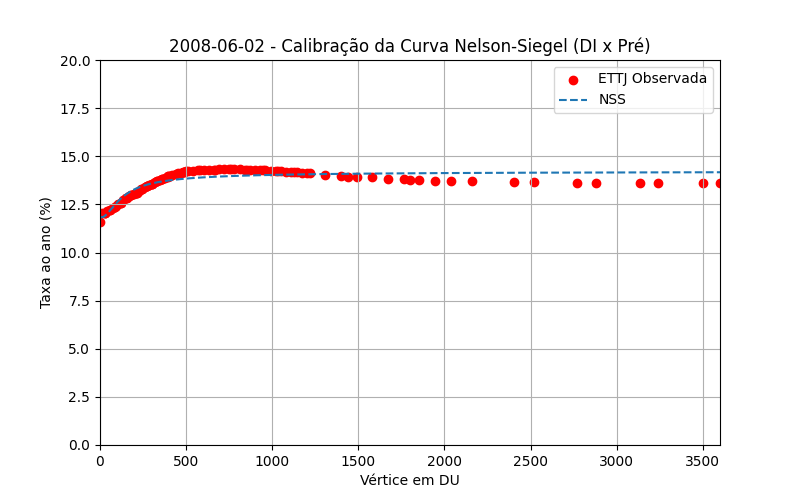 2008-06-02 - Calibração da Curva Nelson-Siegel (DI x Pré)
ETTJ Observada
NSS
Taxa ao ano (%)
20.0
17.5
15.0
12.5
10.0
7.5
5.0
2.5
0.0
0 500 1000 1500 2000 2500 3000 3500
Vértice em DU